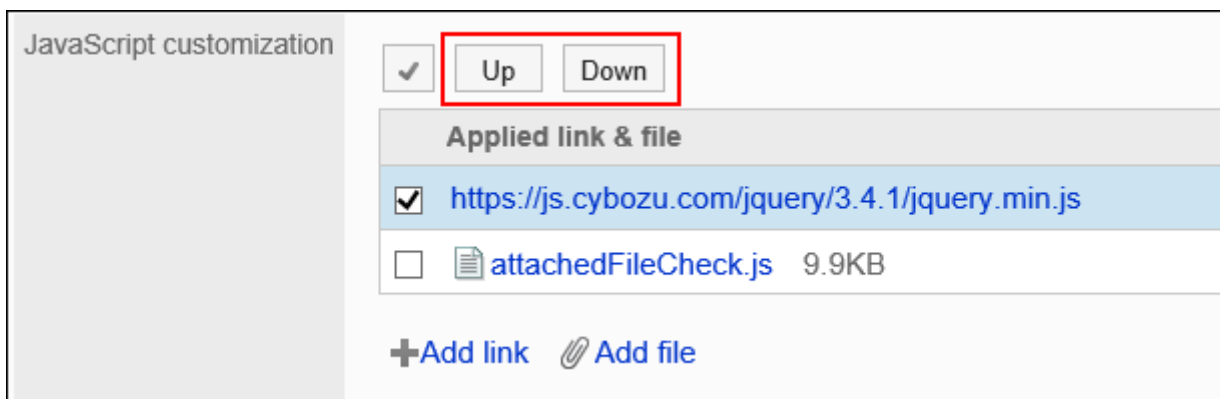 JavaScript customization
Up Down
Applied link & file
https://js.cybozu.com/jquery/3.4.1/jquery.min.js
attachedFileCheck.js 9.9KB
Add link Add file